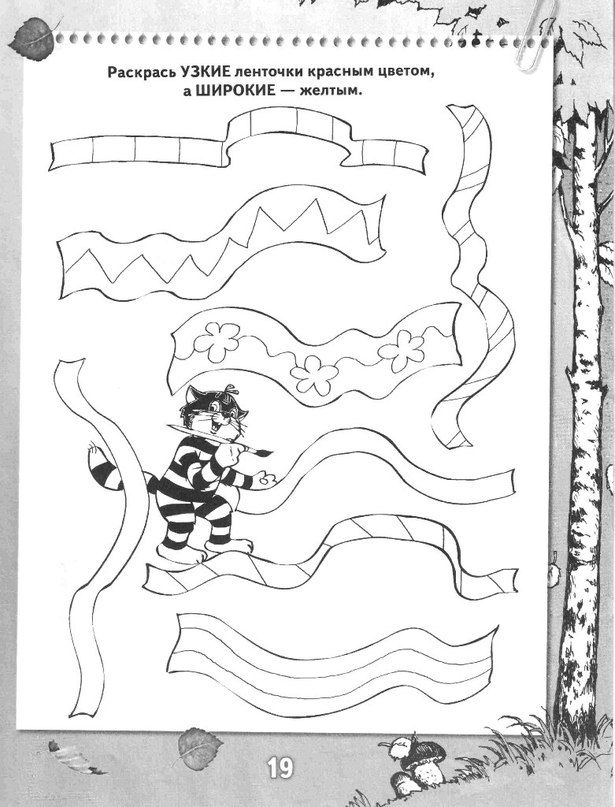 Раскрась УЗКИЕ ленточки красным цветом,
а ШИРОКИЕ — желтым.
19